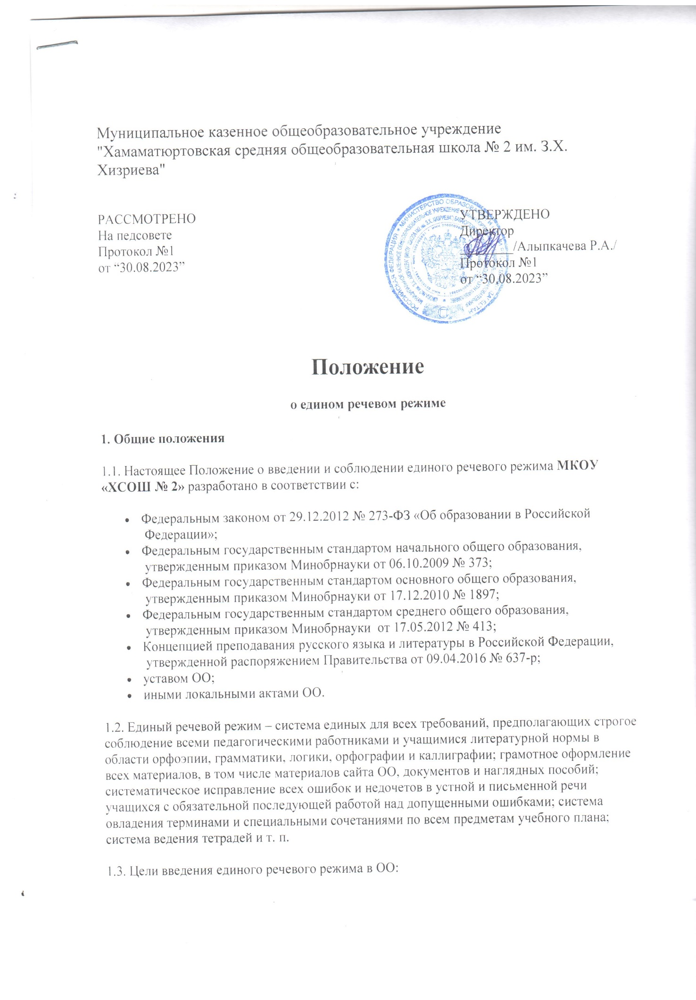 Муниципальное казенное общеобразовательное учреждение
"Хамаматюртовская средняя общеобразовательная школа № 2 им. З.Х.
Хизриева"
РАССМОТРЕНО
На педсовете
Протокол №1
от “30.08.2023”
УТВЕРЖДЕНО
Директор
________/Алыпкачева Р.А./
Протокол №1
от “30.08.2023”
РОССИЙСКАЯ ФЕДЕРАЦИЯ * МИНИСТЕРСТВО ОБРАЗОВАНИЯ И
Положение
о едином речевом режиме
1. Общие положения
1.1. Настоящее Положение о введении и соблюдении единого речевого режима МКОУ
«ХСОШ № 2» разработано в соответствии с:
• Федеральным законом от 29.12.2012 № 273-ФЗ «Об образовании в Российской
Федерации»;
• Федеральным государственным стандартом начального общего образования,
утвержденным приказом Минобрнауки от 06.10.2009 № 373;
• Федеральным государственным стандартом основного общего образования,
утвержденным приказом Минобрнауки от 17.12.2010 № 1897;
• Федеральным государственным стандартом среднего общего образования,
утвержденным приказом Минобрнауки от 17.05.2012 № 413;
• Концепцией преподавания русского языка и литературы в Российской Федерации,
утвержденной распоряжением Правительства от 09.04.2016 № 637-р;
• уставом ОО;
• иными локальными актами ОО.
1.2. Единый речевой режим – система единых для всех требований, предполагающих строгое
соблюдение всеми педагогическими работниками и учащимися литературной нормы в
области орфоэпии, грамматики, логики, орфографии и каллиграфии; грамотное оформление
всех материалов, в том числе материалов сайта ОО, документов и наглядных пособий;
систематическое исправление всех ошибок и недочетов в устной и письменной речи
учащихся с обязательной последующей работой над допущенными ошибками; система
овладения терминами и специальными сочетаниями по всем предметам учебного плана;
система ведения тетрадей и т. п.
1.3. Цели введения единого речевого режима в ОО: